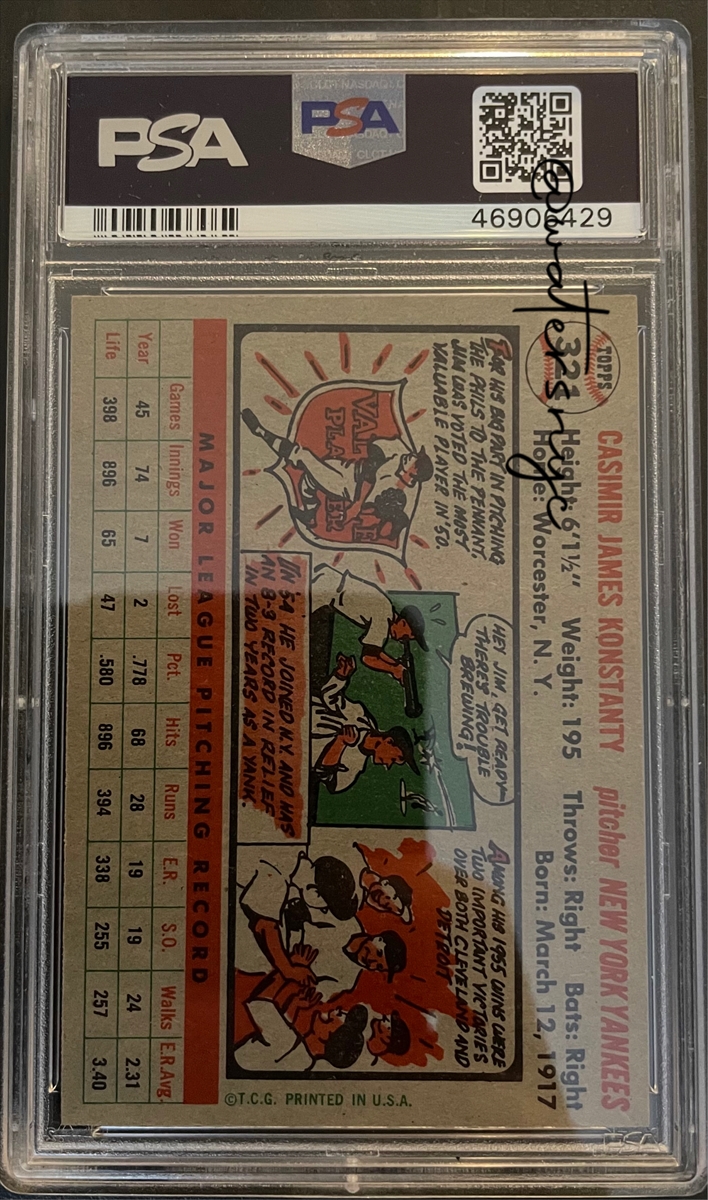 PSA
PSA
46901429
@cwatersnyc
TOPPS
321
CASIMIR JAMES KONSTANTY pitcher NEW YORK YANKEES
Height: 6'1½" Weight: 195 Throws: Right Bats: Right
Home: Worcester, N. Y. Born: March 12, 1917
FOR HIS BIG PART IN PITCHING
THE PHILS TO THE PENNANT,
JIM WAS VOTED THE MOST
VALUABLE PLAYER IN '50.
VAL
PLA
HEY JIM, GET READY—
THERE'S TROUBLE
BREWING!
IN '54 HE JOINED N.Y. AND HAS
AN 8-3 RECORD IN RELIEF
IN TWO YEARS AS A YANK.
AMONG HIS 1955 WINS WERE
TWO IMPORTANT VICTORIES
OVER BOTH CLEVELAND AND
DETROIT
MAJOR LEAGUE PITCHING RECORD
Games Innings Won Lost Pct. Hits Runs E.R. S.O. Walks E.R.Avg.
Year 45 74 7 2 .778 68 28 19 19 24 2.31
Life 398 896 65 47 .580 896 394 338 255 257 3.40
©T.C.G. PRINTED IN U.S.A.